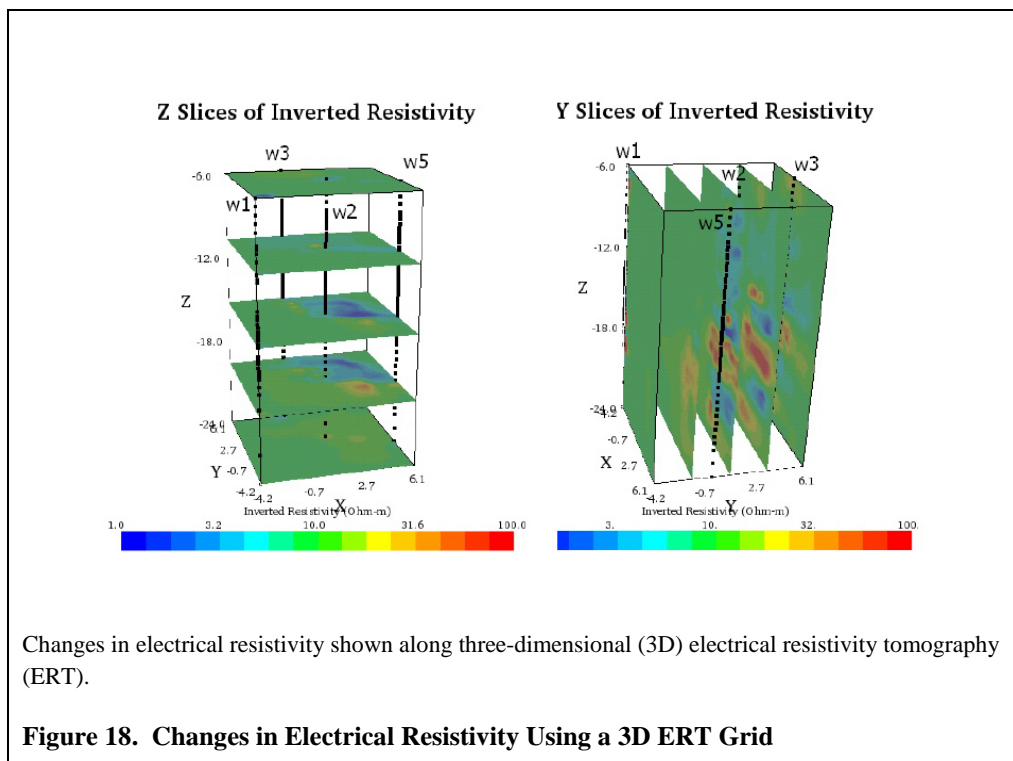 Z Slices of Inverted Resistivity
w3
w5
-6.0
w1
w2
-12.0
Z
-18.0
-24.0
6.1
2.7
Y -0.7
-4.2
-4.2
-0.7
X
2.7
6.1
Inverted Resistivity (Ohm-m)
1.0 3.2 10.0 31.6 100.0
Y Slices of Inverted Resistivity
w1
-6.0
w2
w3
w5
-12.0
Z
-18.0
-24.0
-4.2
-0.7
X 2.7
6.1
-4.2
-0.7
Y
2.7
6.1
Inverted Resistivity (Ohm-m)
3. 10. 32. 100.
Changes in electrical resistivity shown along three-dimensional (3D) electrical resistivity tomography
(ERT).
Figure 18. Changes in Electrical Resistivity Using a 3D ERT Grid